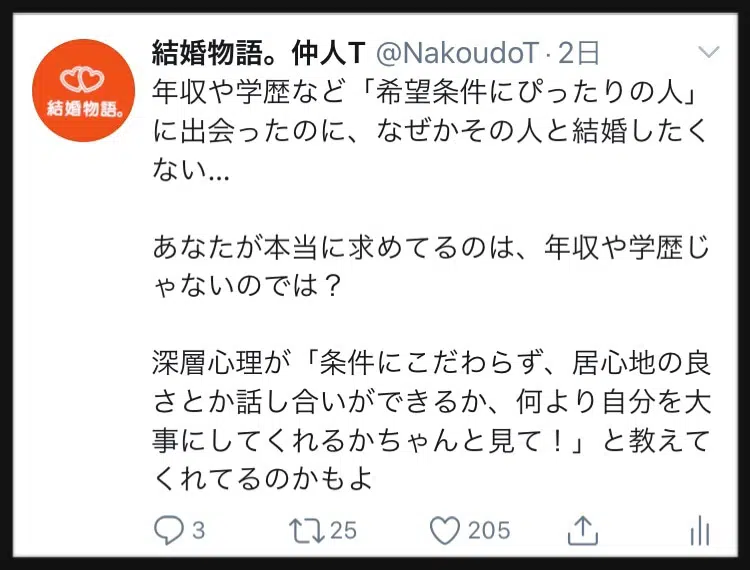 結婚物語。仲人T @NakoudoT · 2日
結婚物語。
年収や学歴など「希望条件にぴったりの人」
に出会ったのに、なぜかその人と結婚したく
ない...
あなたが本当に求めてるのは、年収や学歴じ
ゃないのでは？
深層心理が「条件にこだわらず、居心地の良
さとか話し合いができるか、何より自分を大
事にしてくれるかちゃんと見て！」と教えて
くれてるのかもよ
3 25 205